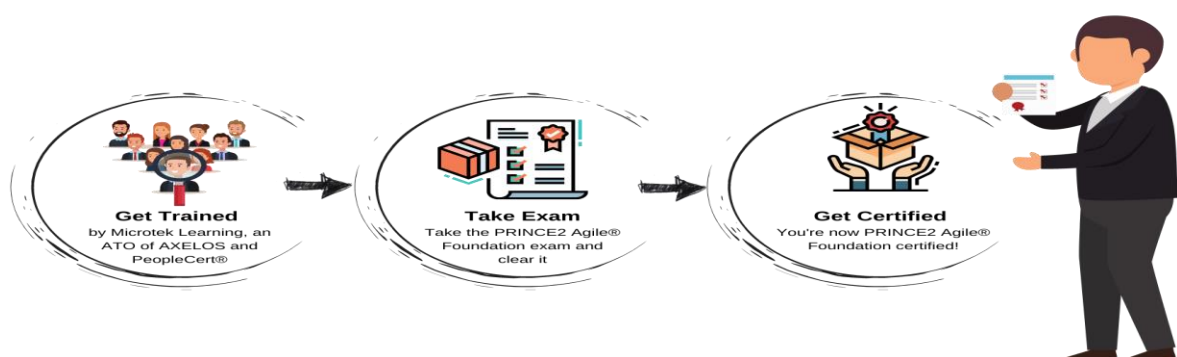 Get Trained
by Microtek Learning, an
ATO of AXELOS and
PeopleCert®
Take Exam
Take the PRINCE2 Agile®
Foundation exam and
clear it
Get Certified
You're now PRINCE2 Agile®
Foundation certified!